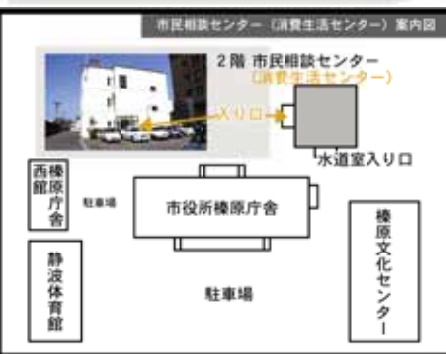 市民相談センター（消費生活センター）案内図
2階 市民相談センター
（消費生活センター）
入り口
水道室入り口
榛原庁舎西館
駐車場
市役所榛原庁舎
静波体育館
駐車場
榛原文化センター